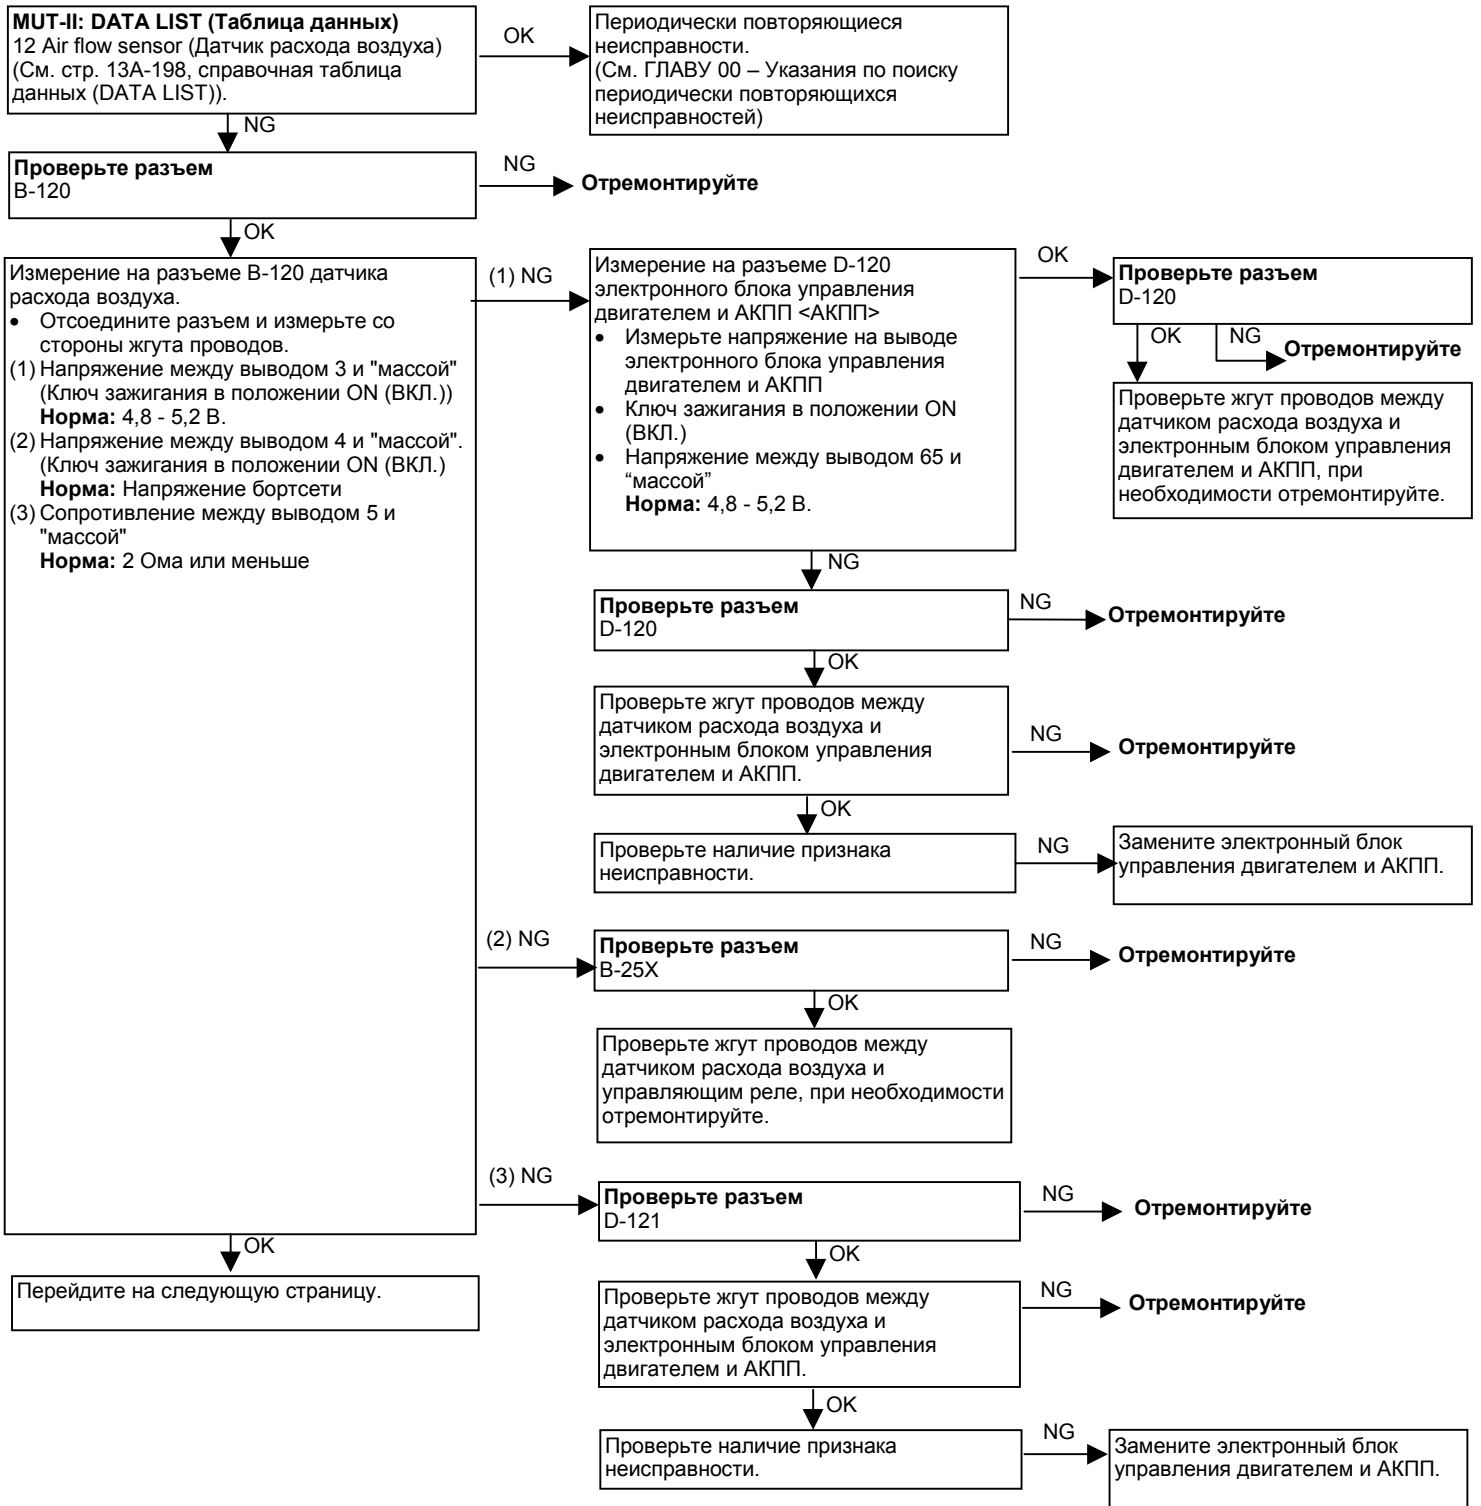 MUT-II: DATA LIST (Таблица данных)
12 Air flow sensor (Датчик расхода воздуха)
(См. стр. 13A-198, справочная таблица
данных (DATA LIST)).
OK
Периодически повторяющиеся
неисправности.
(См. ГЛАВУ 00 – Указания по поиску
периодически повторяющихся
неисправностей)
NG
Проверьте разъем
B-120
NG
Отремонтируйте
OK
Измерение на разъеме B-120 датчика
расхода воздуха.
• Отсоедините разъем и измерьте со
стороны жгута проводов.
(1) Напряжение между выводом 3 и "массой"
(Ключ зажигания в положении ON (ВКЛ.))
Норма: 4,8 - 5,2 В.
(2) Напряжение между выводом 4 и "массой".
(Ключ зажигания в положении ON (ВКЛ.)
Норма: Напряжение бортсети
(3) Сопротивление между выводом 5 и
"массой"
Норма: 2 Ома или меньше
(1) NG
Измерение на разъеме D-120
электронного блока управления
двигателем и АКПП <АКПП>
• Измерьте напряжение на выводе
электронного блока управления
двигателем и АКПП
• Ключ зажигания в положении ON
(ВКЛ.)
• Напряжение между выводом 65 и
“массой”
Норма: 4,8 - 5,2 В.
OK
Проверьте разъем
D-120
OK
NG
Отремонтируйте
Проверьте жгут проводов между
датчиком расхода воздуха и
электронным блоком управления
двигателем и АКПП, при
необходимости отремонтируйте.
NG
Проверьте разъем
D-120
NG
Отремонтируйте
OK
Проверьте жгут проводов между
датчиком расхода воздуха и
электронным блоком управления
двигателем и АКПП.
NG
Отремонтируйте
OK
Проверьте наличие признака
неисправности.
NG
Замените электронный блок
управления двигателем и АКПП.
(2) NG
Проверьте разъем
B-25X
NG
Отремонтируйте
OK
Проверьте жгут проводов между
датчиком расхода воздуха и
управляющим реле, при необходимости
отремонтируйте.
(3) NG
Проверьте разъем
D-121
NG
Отремонтируйте
OK
OK
Перейдите на следующую страницу.
Проверьте жгут проводов между
датчиком расхода воздуха и
электронным блоком управления
двигателем и АКПП.
NG
Отремонтируйте
OK
Проверьте наличие признака
неисправности.
NG
Замените электронный блок
управления двигателем и АКПП.